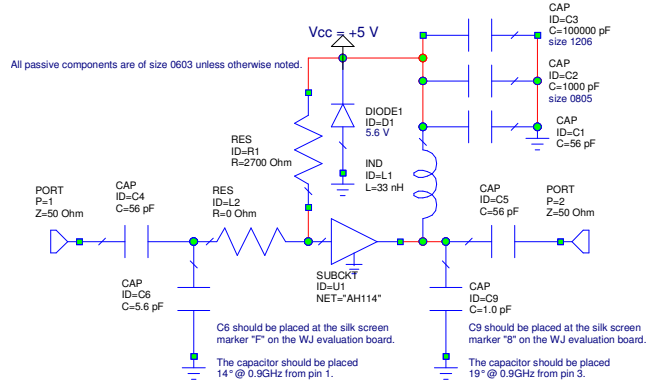 Vcc = +5 V
All passive components are of size 0603 unless otherwise noted.
CAP
ID=C3
C=100000 pF
size 1206
CAP
ID=C2
C=1000 pF
size 0805
CAP
ID=C1
C=56 pF
DIODE1
ID=D1
5.6 V
RES
ID=R1
R=2700 Ohm
IND
ID=L1
L=33 nH
PORT
P=1
Z=50 Ohm
CAP
ID=C4
C=56 pF
RES
ID=L2
R=0 Ohm
CAP
ID=C5
C=56 pF
PORT
P=2
Z=50 Ohm
SUBCKT
ID=U1
NET="AH114"
CAP
ID=C6
C=5.6 pF
CAP
ID=C9
C=1.0 pF
C6 should be placed at the silk screen
marker "F" on the WJ evaluation board.
The capacitor should be placed
14° @ 0.9GHz from pin 1.
C9 should be placed at the silk screen
marker "8" on the WJ evaluation board.
The capacitor should be placed
19° @ 0.9GHz from pin 3.